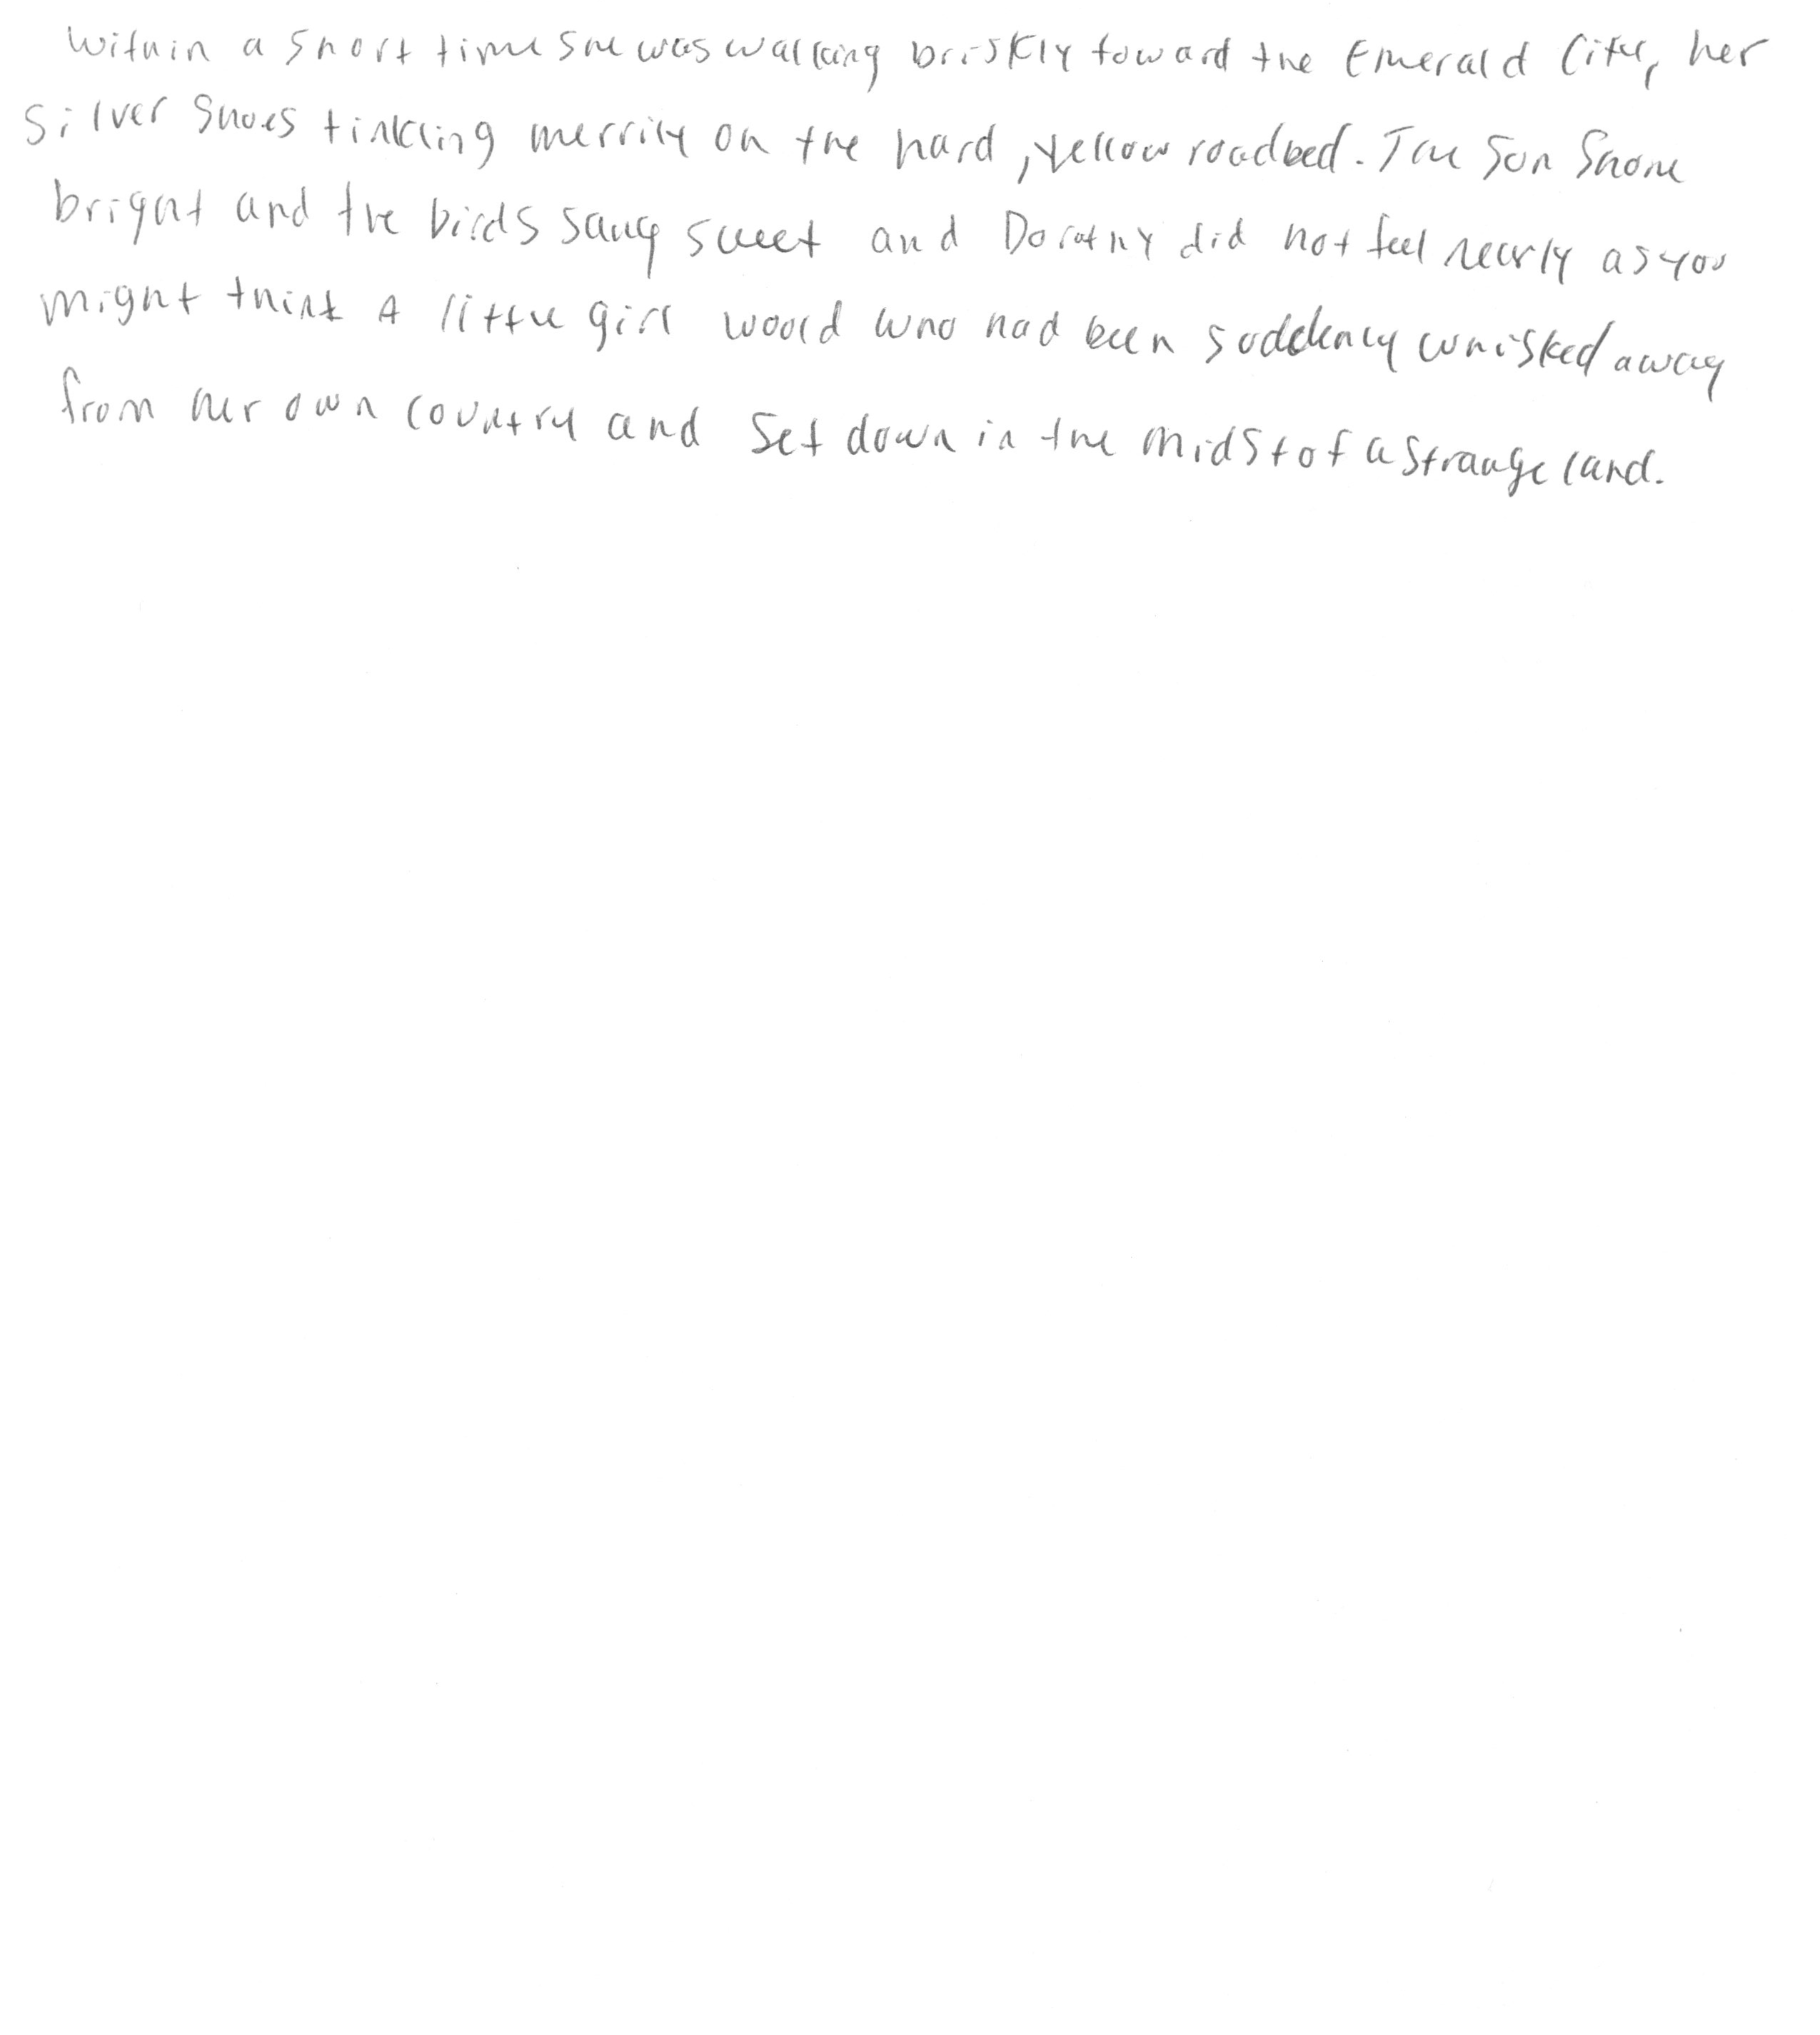 Within a short time she was walking briskly toward the Emerald City, her
silver shoes tinkling merrily on the hard, yellow roadbed. The sun shone
bright and the birds sang sweet and Dorothy did not feel nearly as you
might think a little girl would who had been suddenly whisked away
from her own country and set down in the midst of a strange land.